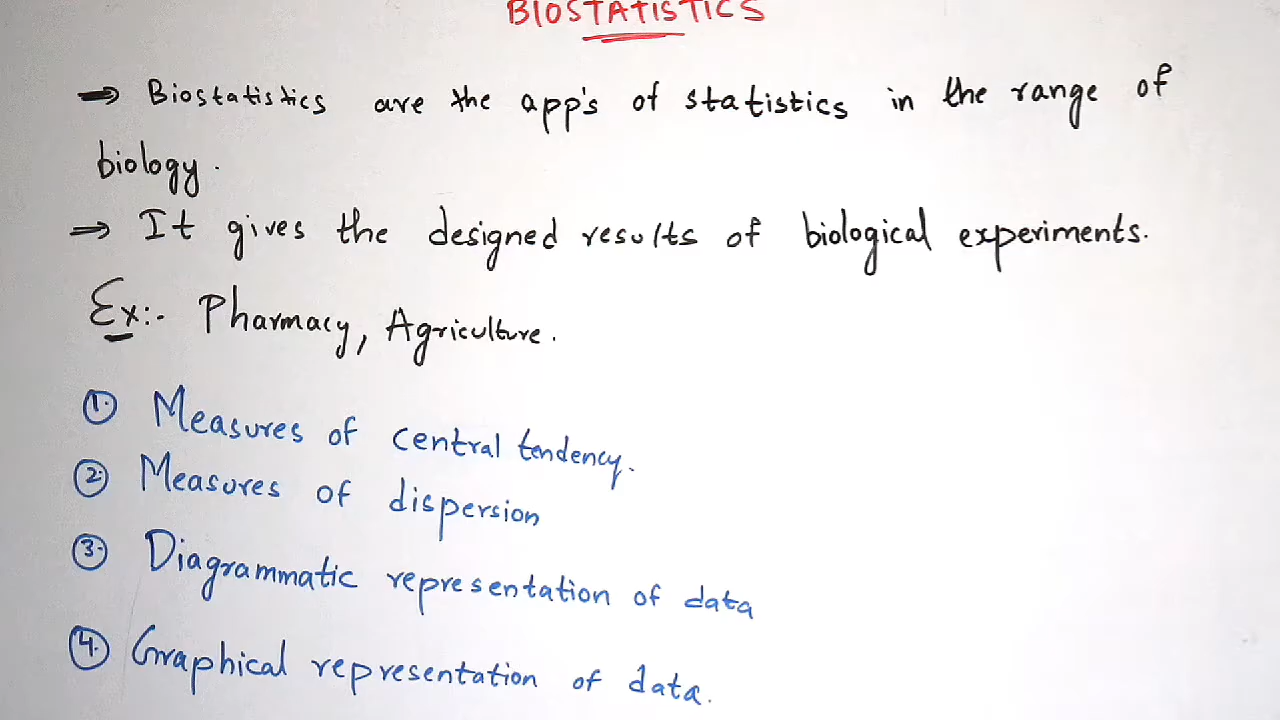 BIOSTATISTICS
→ Biostatistics are the app's of statistics in the range of
biology.
⇒ It gives the designed results of biological experiments.
Ex:- Pharmacy, Agriculture.
① Measures of central tendency.
② Measures of dispersion
③ Diagrammatic representation of data
④ Graphical representation of data.